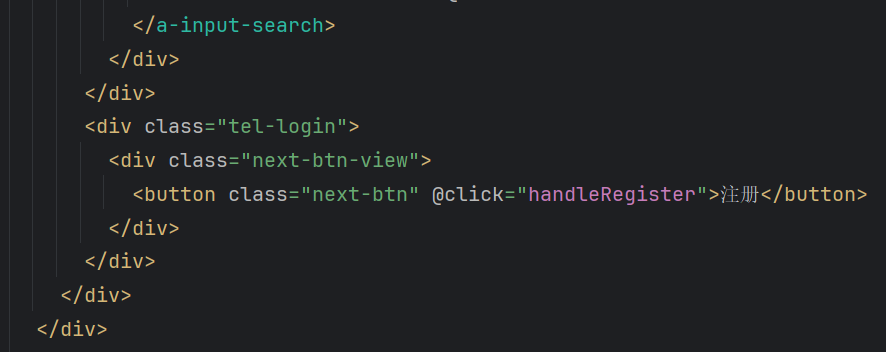 </a-input-search>
</div>
</div>
<div class="tel-login">
<div class="next-btn-view">
<button class="next-btn" @click="handleRegister">注册</button>
</div>
</div>
</div>
</div>